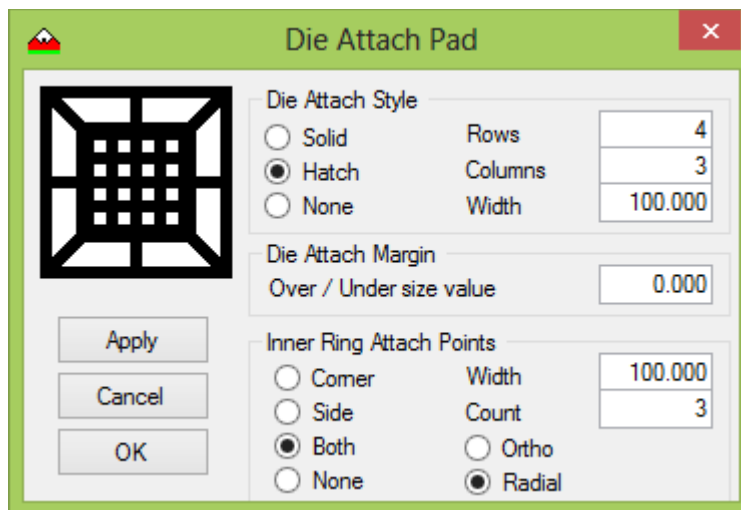 Die Attach Pad
Die Attach Style
Solid Rows 4
Hatch Columns 3
None Width 100.000
Die Attach Margin
Over / Under size value 0.000
Apply
Cancel
OK
Inner Ring Attach Points
Corner Width 100.000
Side Count 3
Both Ortho
None Radial